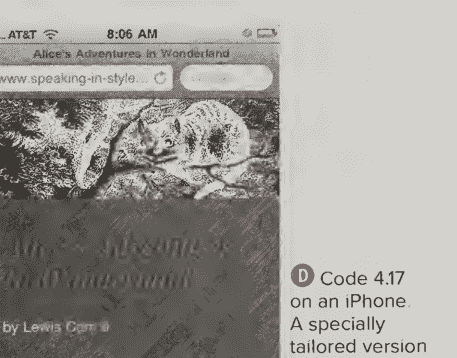 AT&T 8:06 AM
Alice's Adventures in Wonderland
www.speaking-in-style...
by Lewis
D Code 4.17
on an iPhone.
A specially
tailored version